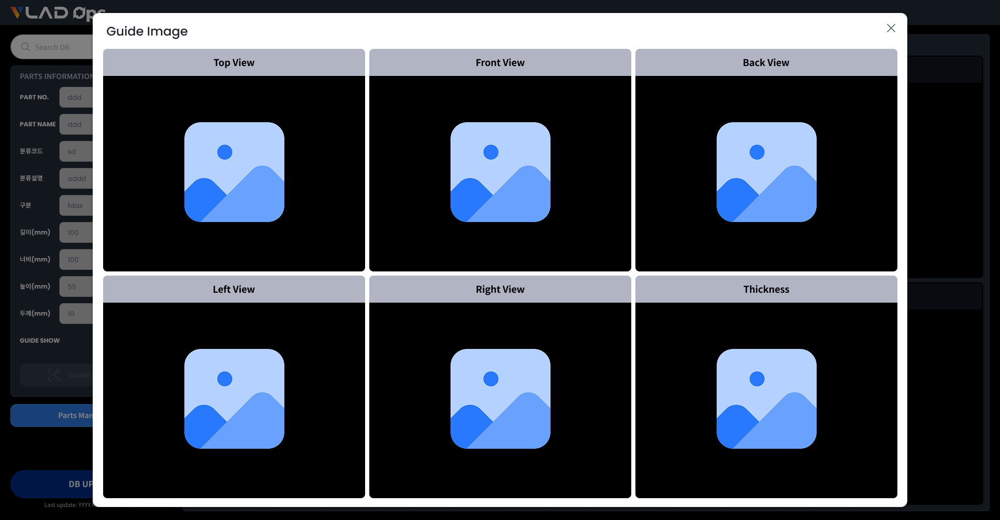 VLAD Ops
Guide Image
Search DB
PARTS INFORMATION
PART NO. ddd
PART NAME ddd
분류코드 sd
분류설명 addd
구분 fdas
길이(mm) 100
너비(mm) 100
높이(mm) 55
두께(mm) 10
GUIDE SHOW
Guide
Parts Man
DB UP
Last update: YYYY.
Top View
Front View
Back View
Left View
Right View
Thickness